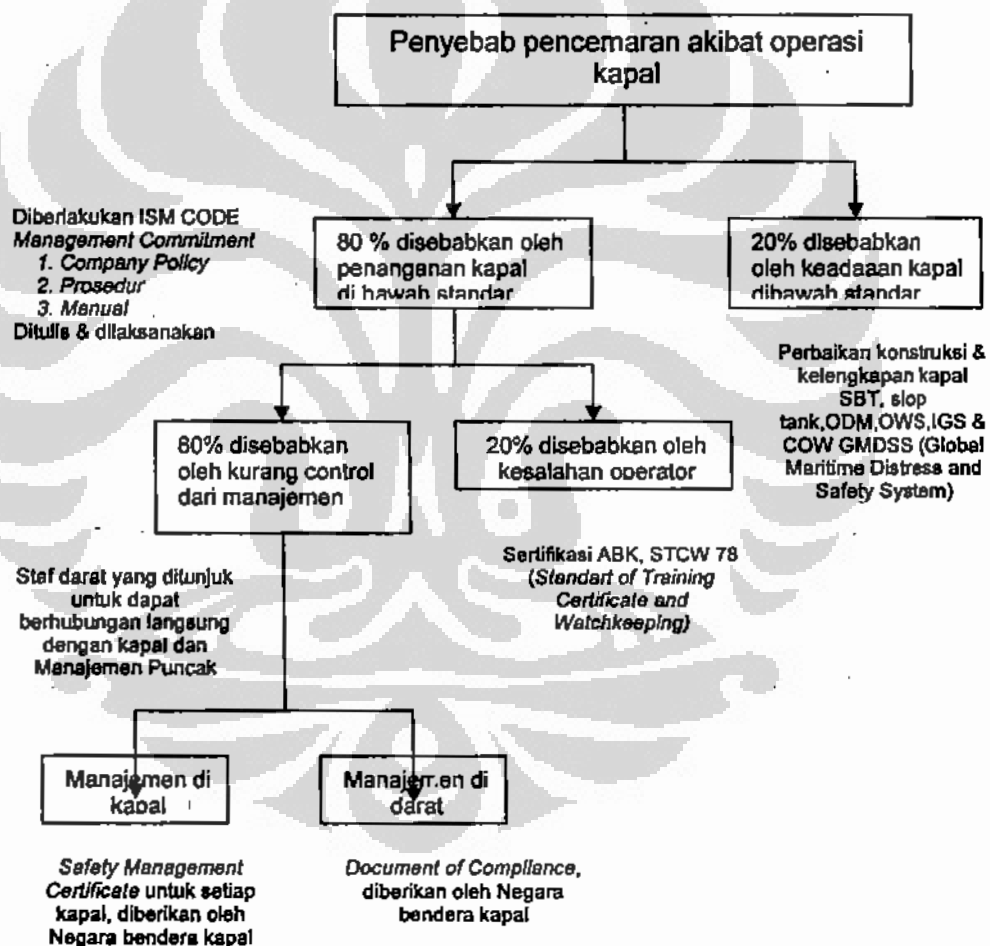 Penyebab pencemaran akibat operasi
kapal
Diberlakukan ISM CODE
Management Commitment
1. Company Policy
2. Prosedur
3. Manual
Ditulis & dilaksanakan
80 % disebabkan oleh
penanganan kapal
di bawah standar
20% disebabkan
oleh keadaaan kapal
dibawah standar
Perbaikan konstruksi &
kelengkapan kapal
SBT, slop
tank,ODM,OWS,IGS &
COW GMDSS (Global
Maritime Distress and
Safety System)
80% disebabkan
oleh kurang control
dari manajemen
20% disebabkan oleh
kesalahan operator
Sertifikasi ABK, STCW 78
(Standart of Training
Certificate and
Watchkeeping)
Staf darat yang ditunjuk
untuk dapat
berhubungan langsung
dengan kapal dan
Manajemen Puncak
Manajemen di
kapal
Manajemen di
darat
Safety Management
Certificate untuk setiap
kapal, diberikan oleh
Negara bendera kapal
Document of Compliance,
diberikan oleh Negara
bendera kapal